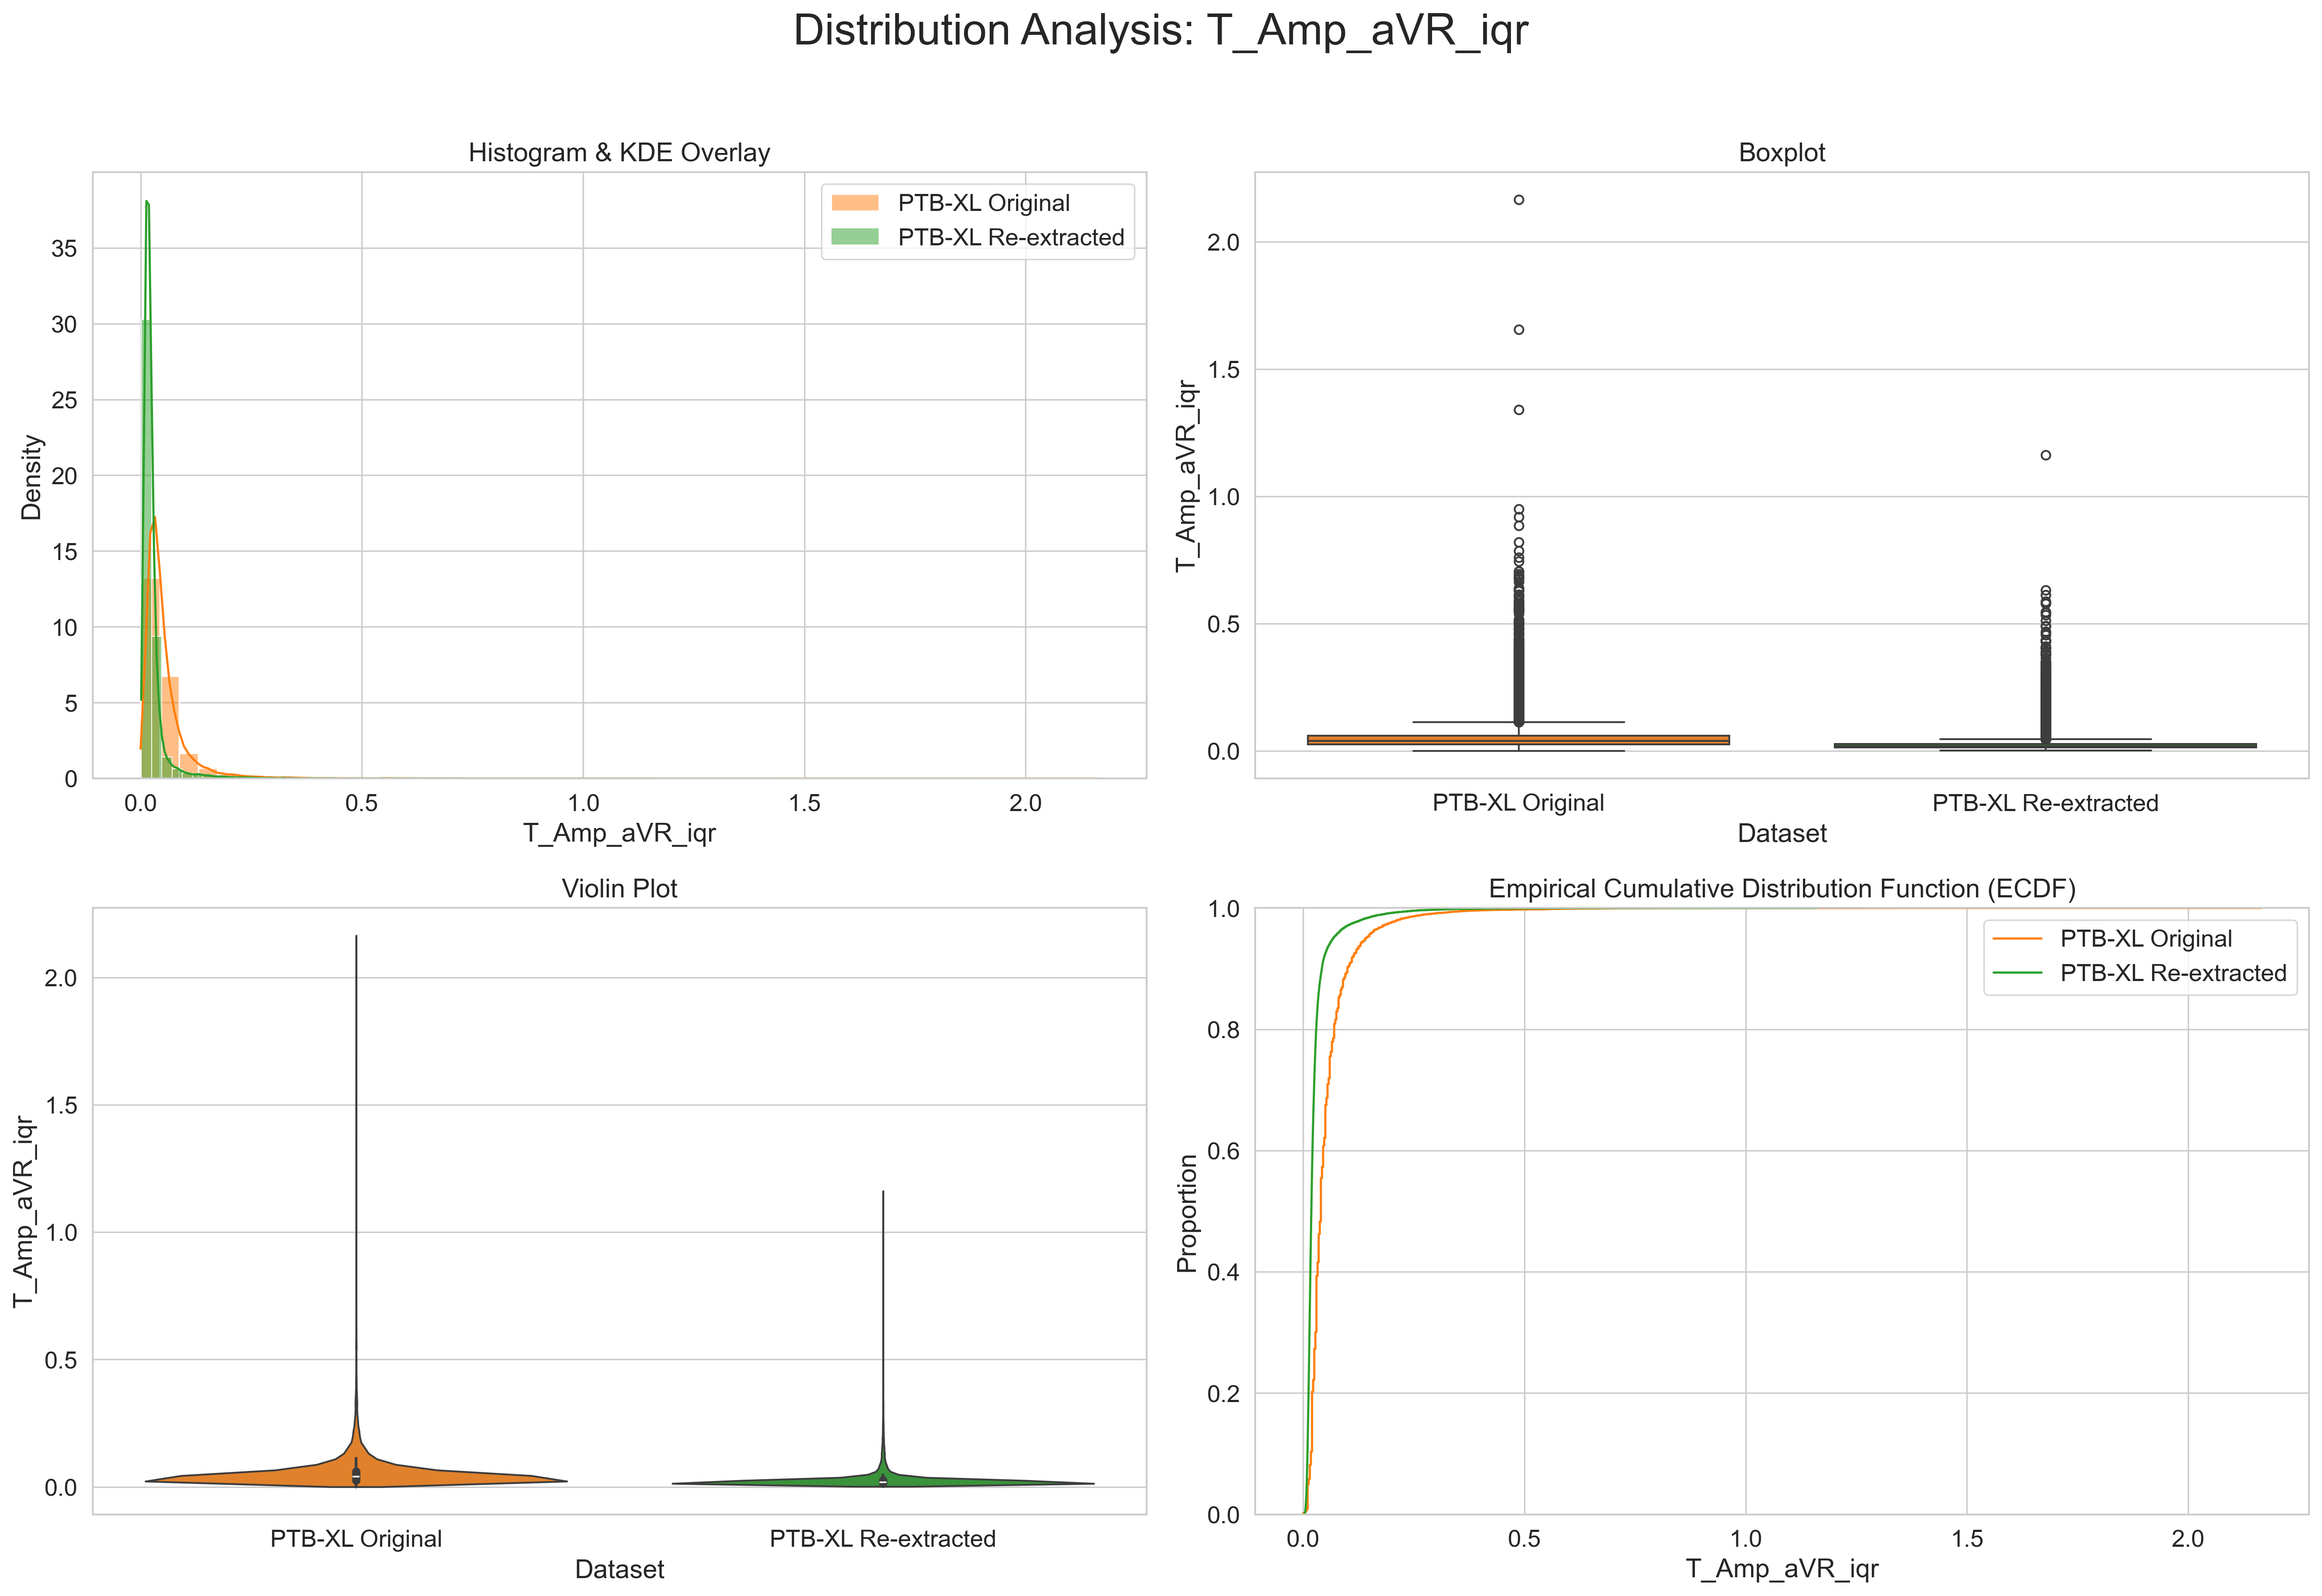 Distribution Analysis: T_Amp_aVR_iqr
Histogram & KDE Overlay
PTB-XL Original
PTB-XL Re-extracted
35
30
25
20
15
10
5
0
Density
0.0 0.5 1.0 1.5 2.0
T_Amp_aVR_iqr
Boxplot
2.0
1.5
1.0
0.5
0.0
T_Amp_aVR_iqr
PTB-XL Original PTB-XL Re-extracted
Dataset
Violin Plot
2.0
1.5
1.0
0.5
0.0
T_Amp_aVR_iqr
PTB-XL Original PTB-XL Re-extracted
Dataset
Empirical Cumulative Distribution Function (ECDF)
PTB-XL Original
PTB-XL Re-extracted
1.0
0.8
0.6
0.4
0.2
0.0
Proportion
0.0 0.5 1.0 1.5 2.0
T_Amp_aVR_iqr